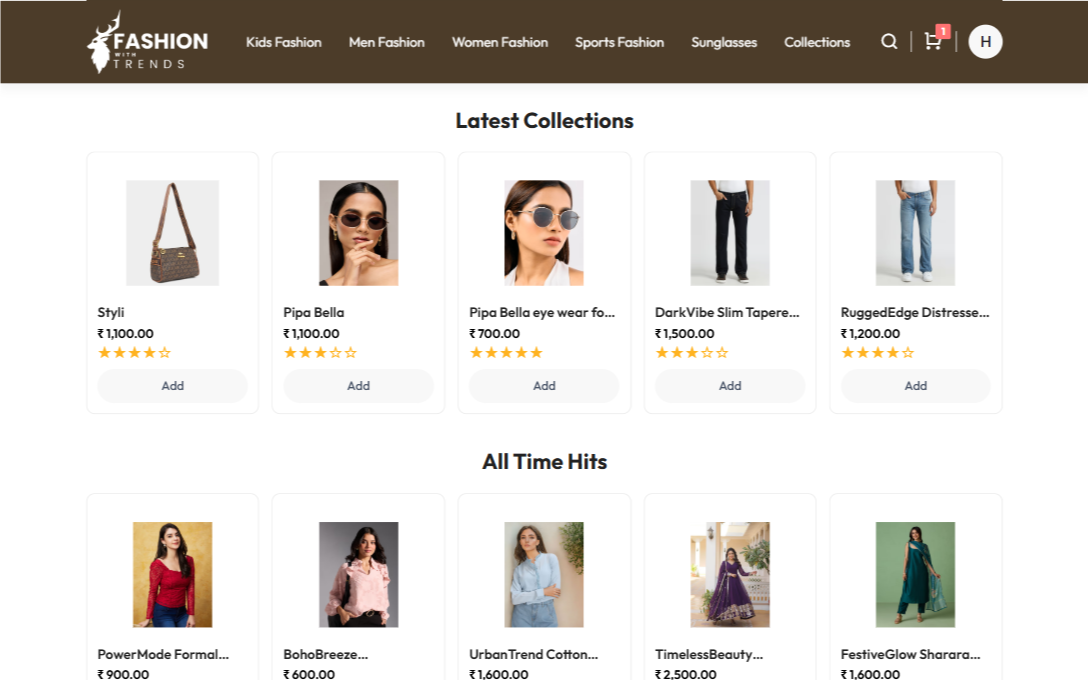 FASHION
WITH
TRENDS
Kids Fashion
Men Fashion
Women Fashion
Sports Fashion
Sunglasses
Collections
1
H
Latest Collections
Styli
₹1,100.00
Add
Pipa Bella
₹1,100.00
Add
Pipa Bella eye wear fo...
₹700.00
Add
DarkVibe Slim Tapere...
₹1,500.00
Add
RuggedEdge Distresse...
₹1,200.00
Add
All Time Hits
PowerMode Formal...
₹900.00
BohoBreeze...
₹600.00
UrbanTrend Cotton...
₹1,600.00
TimelessBeauty...
₹2,500.00
FestiveGlow Sharara...
₹1,600.00